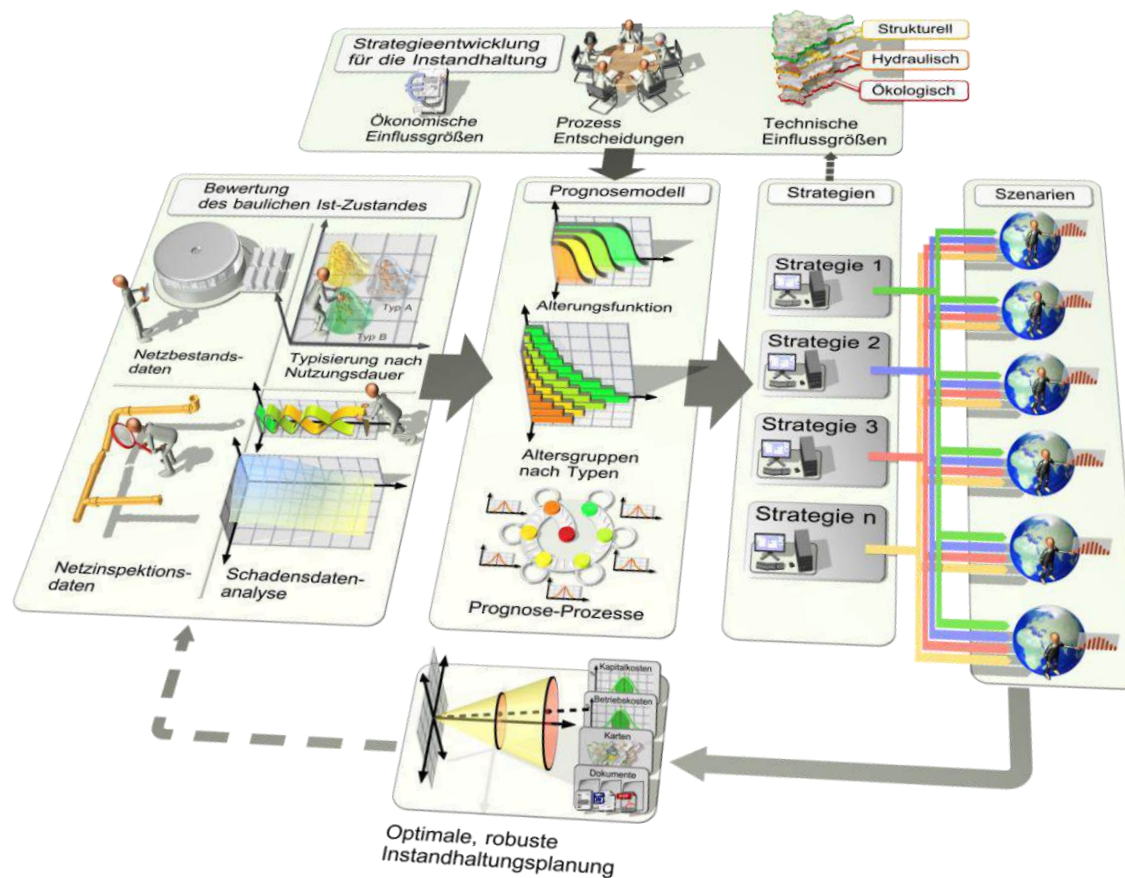 Strategieentwicklung
für die Instandhaltung
Ökonomische
Einflussgrößen
Prozess
Entscheidungen
Technische
Einflussgrößen
Strukturell
Hydraulisch
Ökologisch
Bewertung
des baulichen Ist-Zustandes
Netzbestands-
daten
Typ A
Typ B
Typisierung nach
Nutzungsdauer
Netzinspektions-
daten
Schadensdaten-
analyse
Prognosemodell
Alterungsfunktion
Altersgruppen
nach Typen
Prognose-Prozesse
Strategien
Strategie 1
Strategie 2
Strategie 3
Strategie n
Szenarien
Kapitalkosten
Betriebskosten
Karten
Dokumente
Optimale, robuste
Instandhaltungsplanung